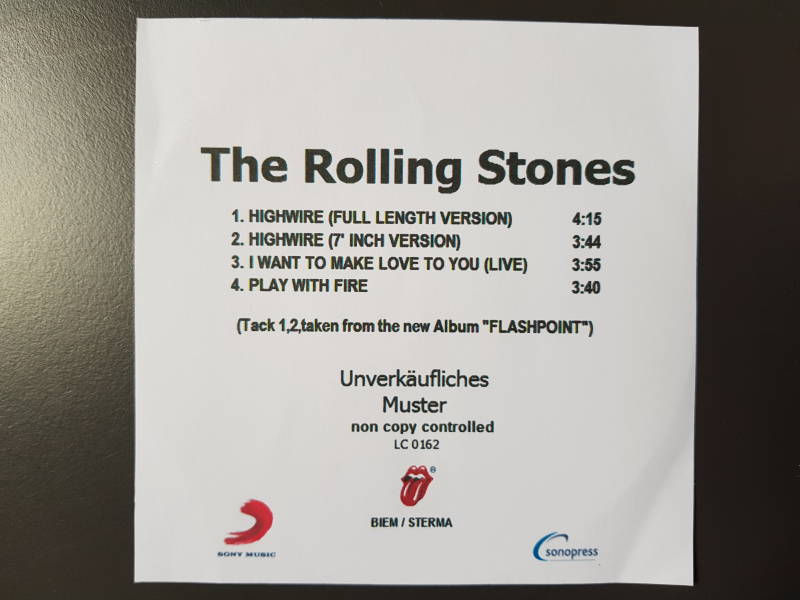 The Rolling Stones
1. HIGHWIRE (FULL LENGTH VERSION) 4:15
2. HIGHWIRE (7' INCH VERSION) 3:44
3. I WANT TO MAKE LOVE TO YOU (LIVE) 3:55
4. PLAY WITH FIRE 3:40
(Tack 1,2,taken from the new Album "FLASHPOINT")
Unverkäufliches
Muster
non copy controlled
LC 0162
®
BIEM / STERMA
SONY MUSIC
sonopress